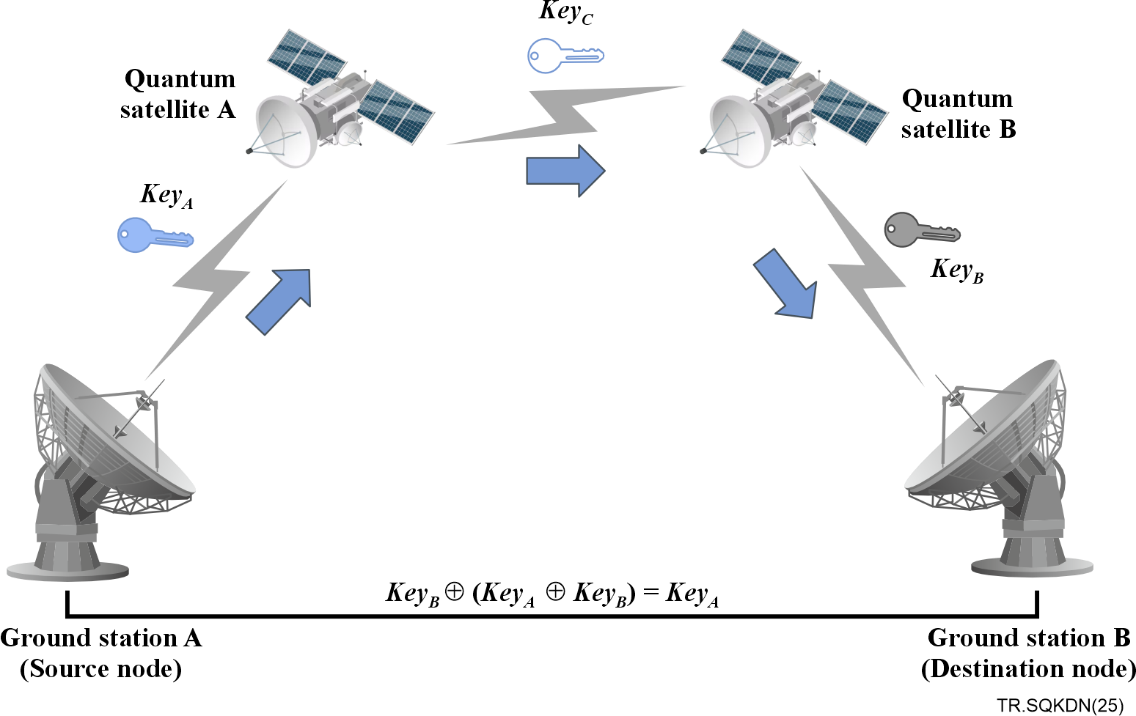 Key_C
Quantum
satellite A
Quantum
satellite B
Key_A
Key_B
Key_B ⊕ (Key_A ⊕ Key_B) = Key_A
Ground station A
(Source node)
Ground station B
(Destination node)
TR.SQKDN(25)